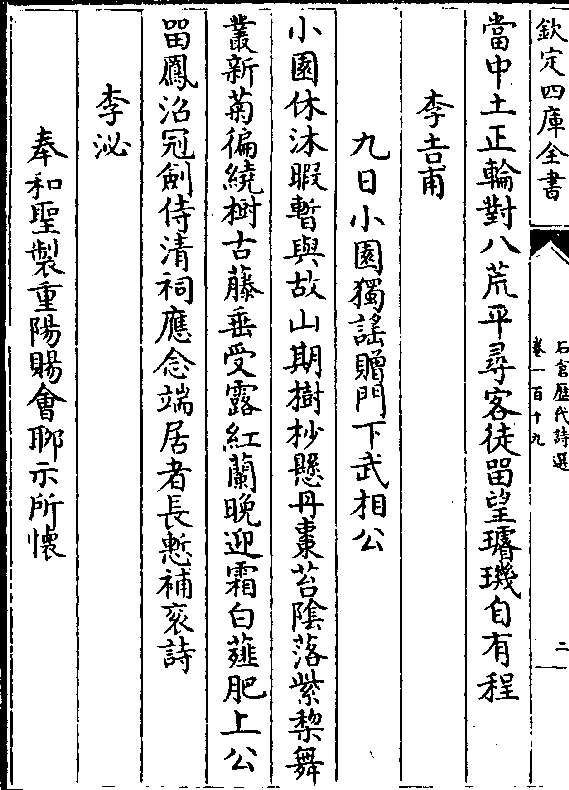 欽定四庫全書
石倉歷代詩選
卷一百十九
二
當中土正輪對八荒平尋客徒畱望璿璣自有程
李吉甫
九日小園獨謡贈門下武相公
小園休沐暇暫與故山期樹杪懸丹棗苔陰落紫棃舞
叢新菊徧繞樹古藤垂受露紅蘭晚迎霜白薤肥上公
畱鳳沼冠劍侍清祠應念端居者長慙補衮詩
李泌
奉和聖製重陽賜會聊示所懷